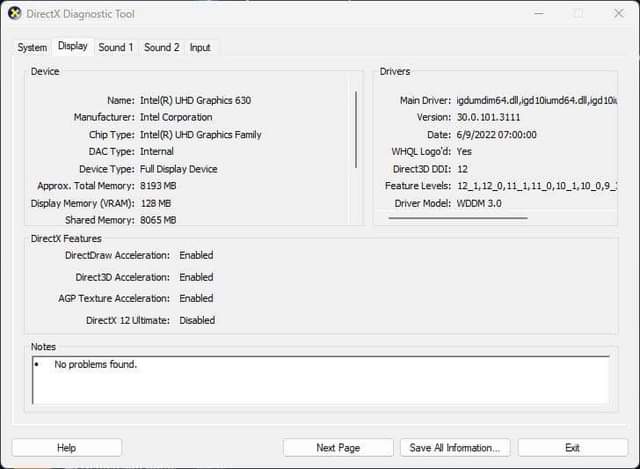 DirectX Diagnostic Tool
System Display Sound 1 Sound 2 Input
Device
Name: Intel(R) UHD Graphics 630
Manufacturer: Intel Corporation
Chip Type: Intel(R) UHD Graphics Family
DAC Type: Internal
Device Type: Full Display Device
Approx. Total Memory: 8193 MB
Display Memory (VRAM): 128 MB
Shared Memory: 8065 MB
Drivers
Main Driver: igdumdim64.dll,igd10iumd64.dll,igd10iu
Version: 30.0.101.3111
Date: 6/9/2022 07:00:00
WHQL Logo'd: Yes
Direct3D DDI: 12
Feature Levels: 12_1,12_0,11_1,11_0,10_1,10_0,9_
Driver Model: WDDM 3.0
DirectX Features
DirectDraw Acceleration: Enabled
Direct3D Acceleration: Enabled
AGP Texture Acceleration: Enabled
DirectX 12 Ultimate: Disabled
Notes
• No problems found.
Help Next Page Save All Information... Exit